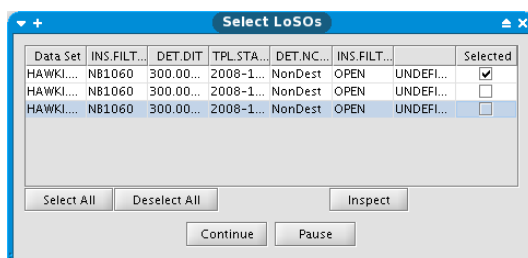 Select LoSOs
Data Set INS.FILT... DET.DIT TPL.STA... DET.NC... INS.FILT... Selected
HAWKI.... NB1060 300.00... 2008-1... NonDest OPEN UNDEFI...
HAWKI.... NB1060 300.00... 2008-1... NonDest OPEN UNDEFI...
HAWKI.... NB1060 300.00... 2008-1... NonDest OPEN UNDEFI...
Select All Deselect All Inspect
Continue Pause